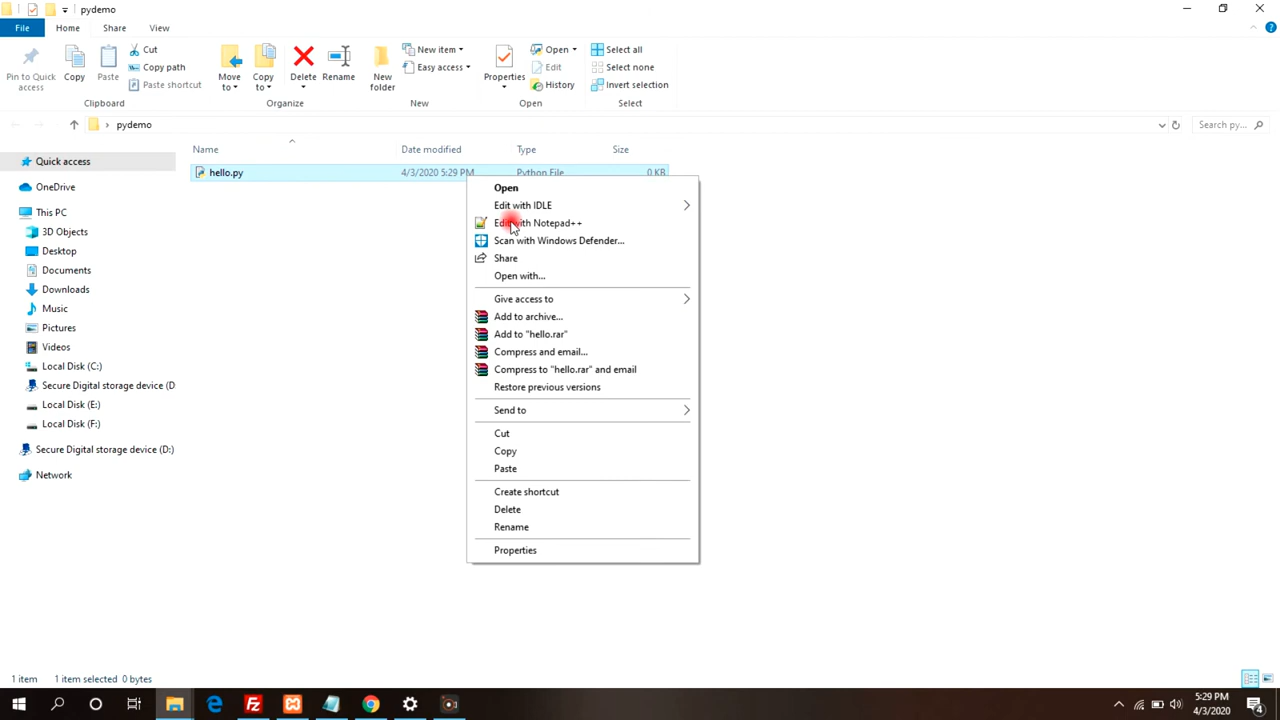 pydemo
File Home Share View
Pin to Quick access
Copy
Paste
Cut
Copy path
Paste shortcut
Clipboard
Move to
Copy to
Delete
Rename
Organize
New folder
New item
Easy access
New
Properties
Open
Edit
History
Open
Select all
Select none
Invert selection
Select
pydemo
Search py...
Name Date modified Type Size
hello.py 4/3/2020 5:29 PM Python File 0 KB
Quick access
OneDrive
This PC
3D Objects
Desktop
Documents
Downloads
Music
Pictures
Videos
Local Disk (C:)
Secure Digital storage device (D
Local Disk (E:)
Local Disk (F:)
Secure Digital storage device (D:)
Network
Open
Edit with IDLE
Edit with Notepad++
Scan with Windows Defender...
Share
Open with...
Give access to
Add to archive...
Add to "hello.rar"
Compress and email...
Compress to "hello.rar" and email
Restore previous versions
Send to
Cut
Copy
Paste
Create shortcut
Delete
Rename
Properties
1 item 1 item selected 0 bytes
5:29 PM
4/3/2020
4